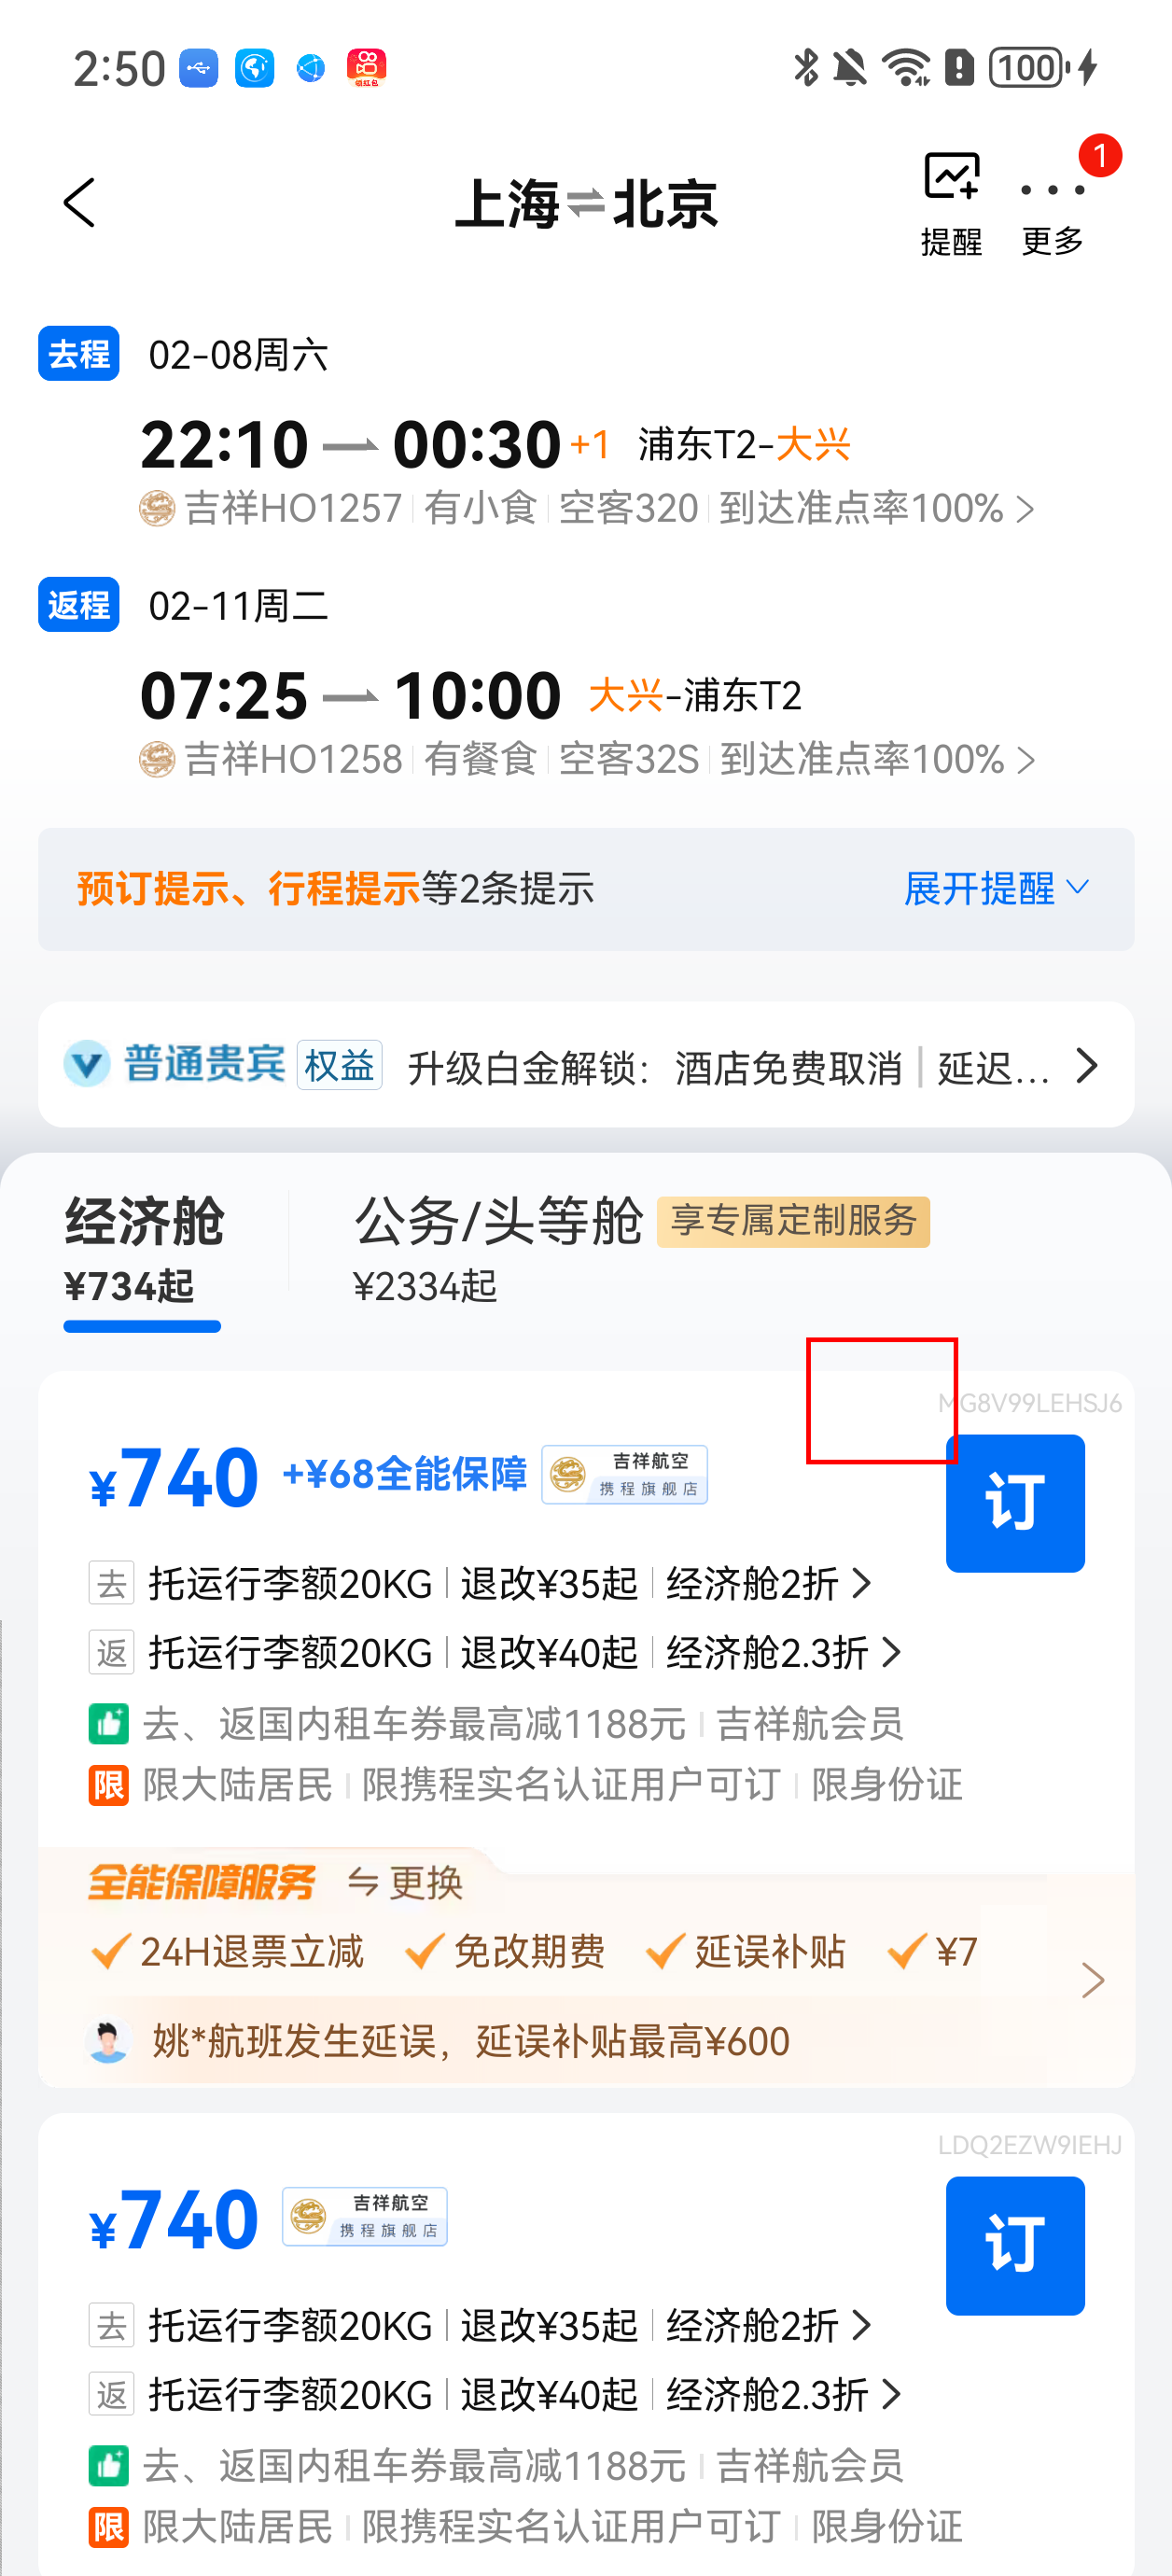 2:50
领红包
100
上海⇌北京
提醒
更多
1
去程 02-08周六
22:10 00:30 +1 浦东T2-大兴
吉祥HO1257 有小食 空客320 到达准点率100%
返程 02-11周二
07:25 10:00 大兴-浦东T2
吉祥HO1258 有餐食 空客32S 到达准点率100%
预订提示、行程提示等2条提示 展开提醒
普通贵宾 权益 升级白金解锁：酒店免费取消 延迟...
经济舱 公务/头等舱 享专属定制服务
¥734起 ¥2334起
MG8V99LEHSJ6
¥740 +¥68全能保障 吉祥航空 携程旗舰店 订
去 托运行李额20KG 退改¥35起 经济舱2折
返 托运行李额20KG 退改¥40起 经济舱2.3折
去、返国内租车券最高减1188元 吉祥航会员
限 限大陆居民 限携程实名认证用户可订 限身份证
全能保障服务 更换
24H退票立减 免改期费 延误补贴 ¥7
姚*航班发生延误，延误补贴最高¥600
LDQ2EZW9IEHJ
¥740 吉祥航空 携程旗舰店 订
去 托运行李额20KG 退改¥35起 经济舱2折
返 托运行李额20KG 退改¥40起 经济舱2.3折
去、返国内租车券最高减1188元 吉祥航会员
限 限大陆居民 限携程实名认证用户可订 限身份证